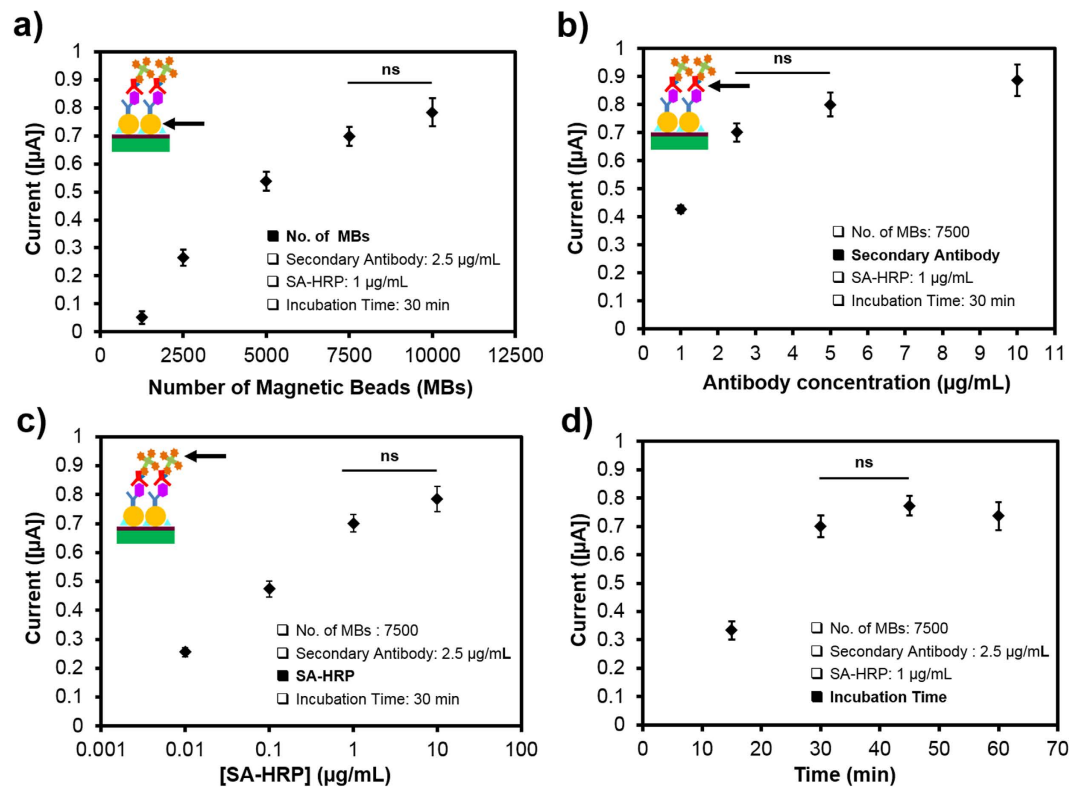 a)
1
0.9
0.8
0.7
0.6
0.5
0.4
0.3
0.2
0.1
0
Current ([µA])
ns
No. of MBs
Secondary Antibody: 2.5 µg/mL
SA-HRP: 1 µg/mL
Incubation Time: 30 min
0 2500 5000 7500 10000 12500
Number of Magnetic Beads (MBs)
b)
1
0.9
0.8
0.7
0.6
0.5
0.4
0.3
0.2
0.1
0
Current ([µA])
ns
No. of MBs: 7500
Secondary Antibody
SA-HRP: 1 µg/mL
Incubation Time: 30 min
0 1 2 3 4 5 6 7 8 9 10 11
Antibody concentration (µg/mL)
c)
1
0.9
0.8
0.7
0.6
0.5
0.4
0.3
0.2
0.1
0
Current ([µA])
ns
No. of MBs : 7500
Secondary Antibody: 2.5 µg/mL
SA-HRP
Incubation Time: 30 min
0.001 0.01 0.1 1 10 100
[SA-HRP] (µg/mL)
d)
1
0.9
0.8
0.7
0.6
0.5
0.4
0.3
0.2
0.1
0
Current ([µA])
ns
No. of MBs: 7500
Secondary Antibody : 2.5 µg/mL
SA-HRP: 1 µg/mL
Incubation Time
0 10 20 30 40 50 60 70
Time (min)